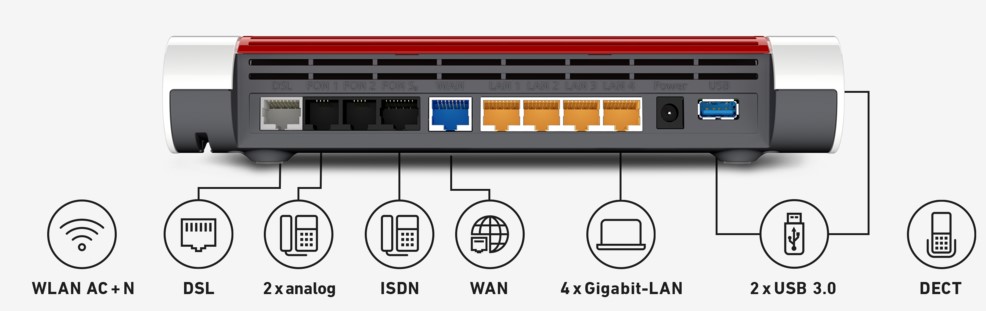 DSL FON 1 FON 2 FON S₀ WAN LAN 1 LAN 2 LAN 3 LAN 4 Power USB
WLAN AC + N DSL 2 x analog ISDN WAN 4 x Gigabit-LAN 2 x USB 3.0 DECT